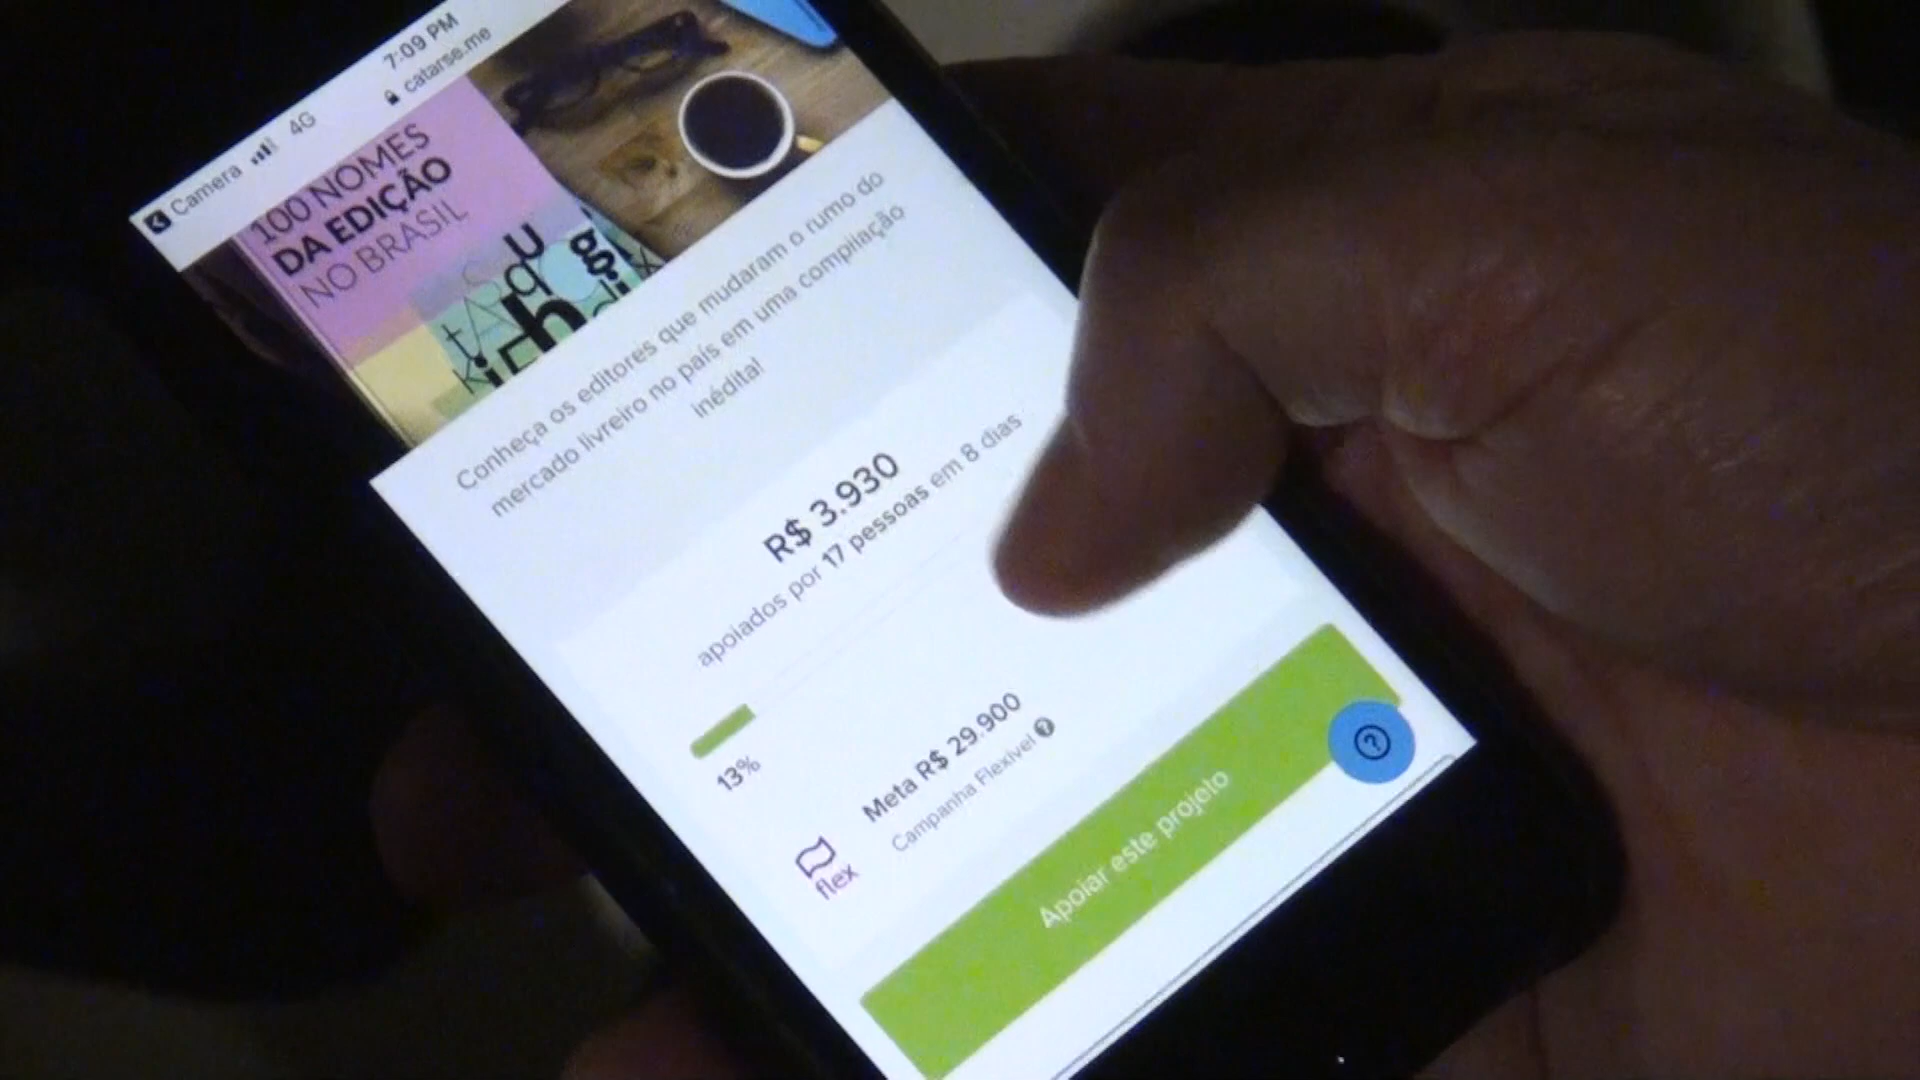 Camera 4G 7:09 PM
catarse.me
100 NOMES
DA EDIÇÃO
NO BRASIL
Conheça os editores que mudaram o rumo do
mercado livreiro no país em uma compilação
inédita!
R$ 3.930
apoiados por 17 pessoas em 8 dias
13%
Meta R$ 29.900
Campanha Flexível ?
flex
Apoiar este projeto
?